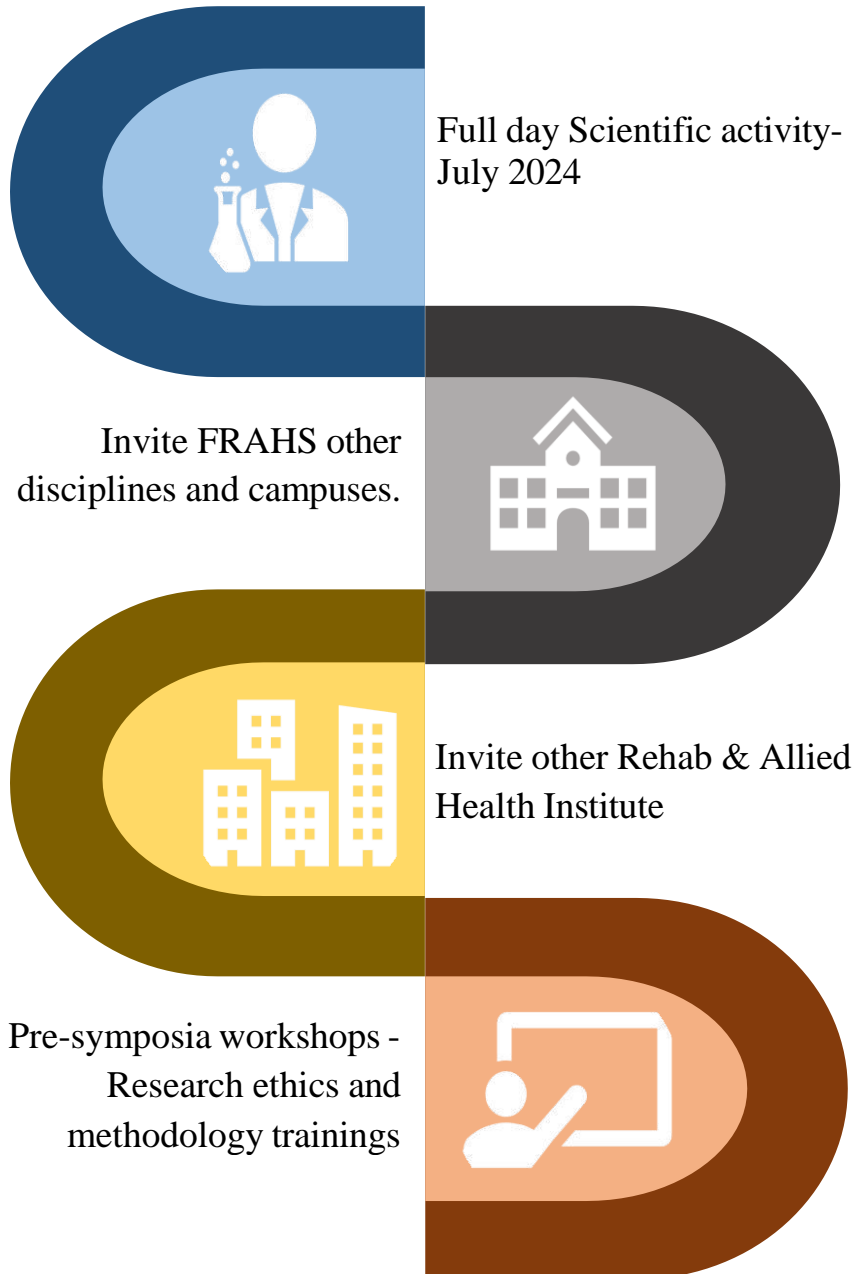 Full day Scientific activity-
July 2024
Invite FRAHS other
disciplines and campuses.
Invite other Rehab & Allied
Health Institute
Pre-symposia workshops -
Research ethics and
methodology trainings